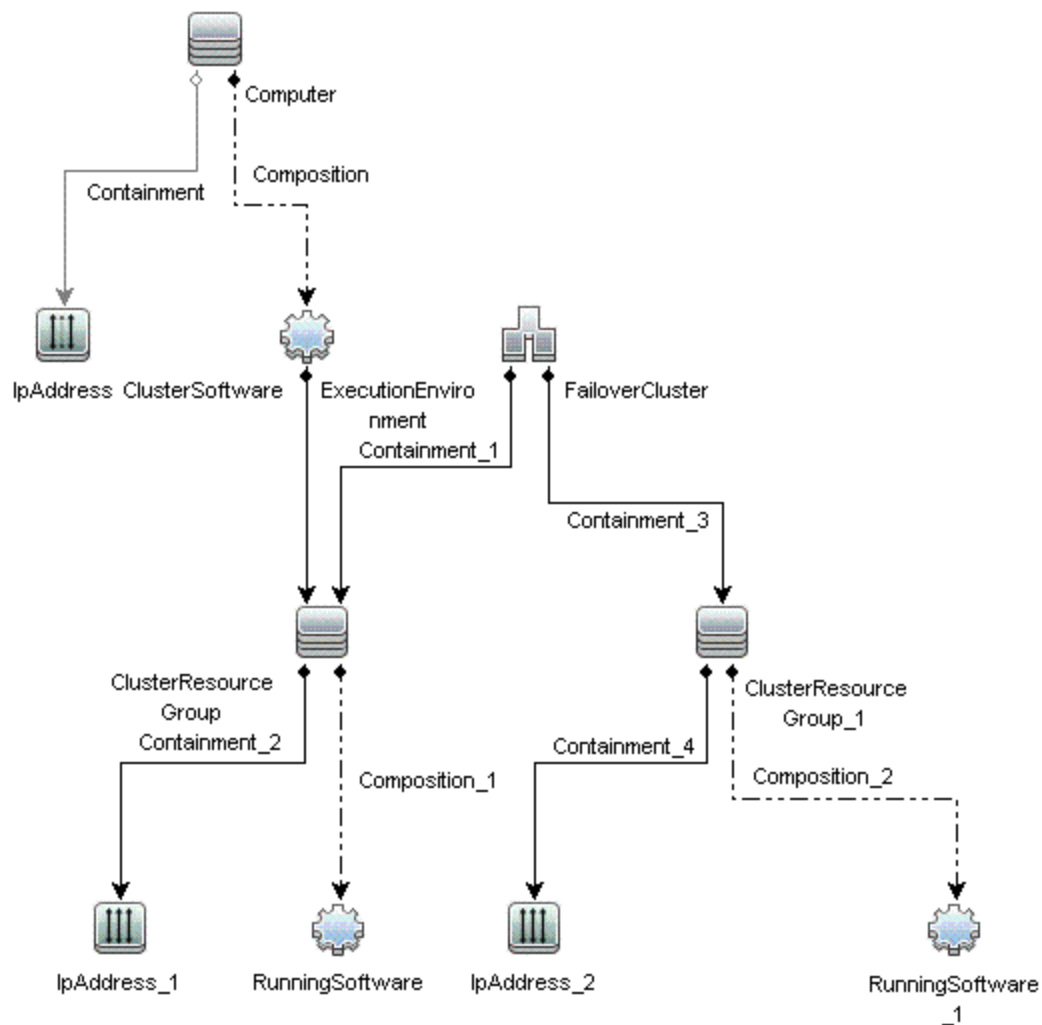 Computer
Composition
Containment
IpAddress
ClusterSoftware
ExecutionEnviro
nment
FailoverCluster
Containment_1
Containment_3
ClusterResource
Group
ClusterResource
Group_1
Containment_2
Containment_4
Composition_1
Composition_2
IpAddress_1
RunningSoftware
IpAddress_2
RunningSoftware
_1